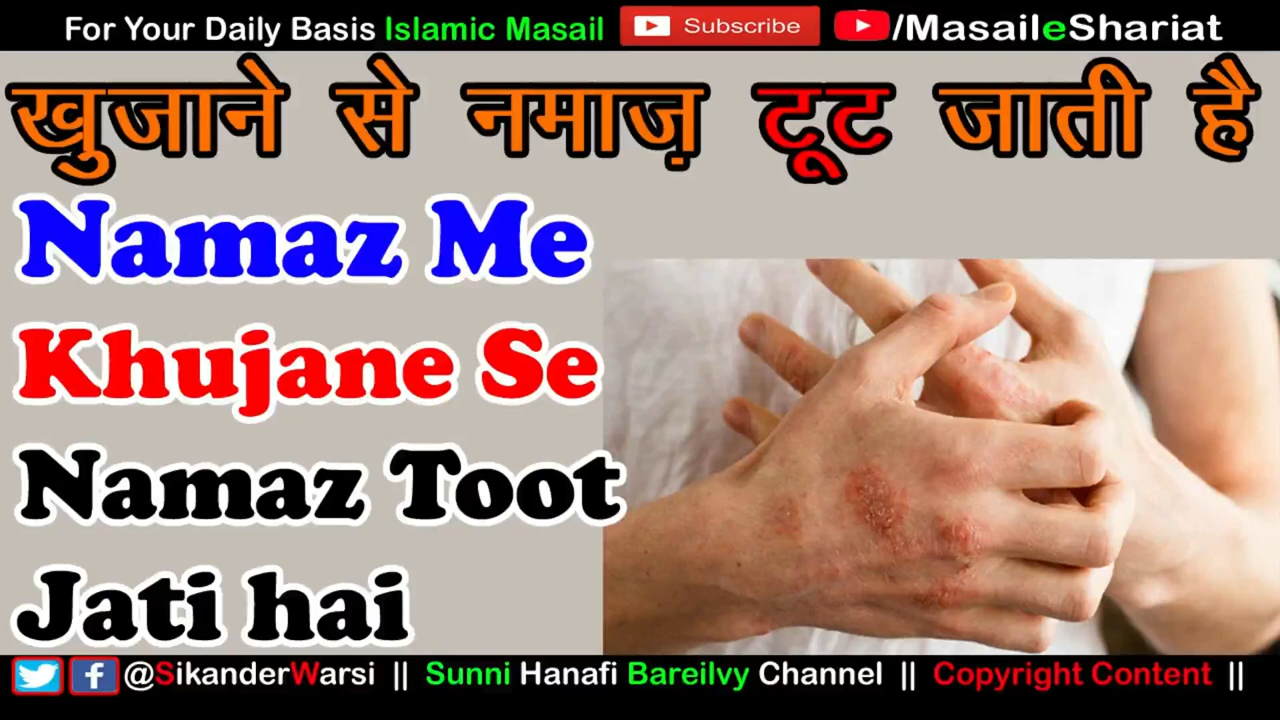 For Your Daily Basis Islamic Masail Subscribe /MasaileShariat
खुजाने से नमाज़ टूट जाती है
Namaz Me
Khujane Se
Namaz Toot
Jati hai
@SikanderWarsi || Sunni Hanafi Bareilvy Channel || Copyright Content ||